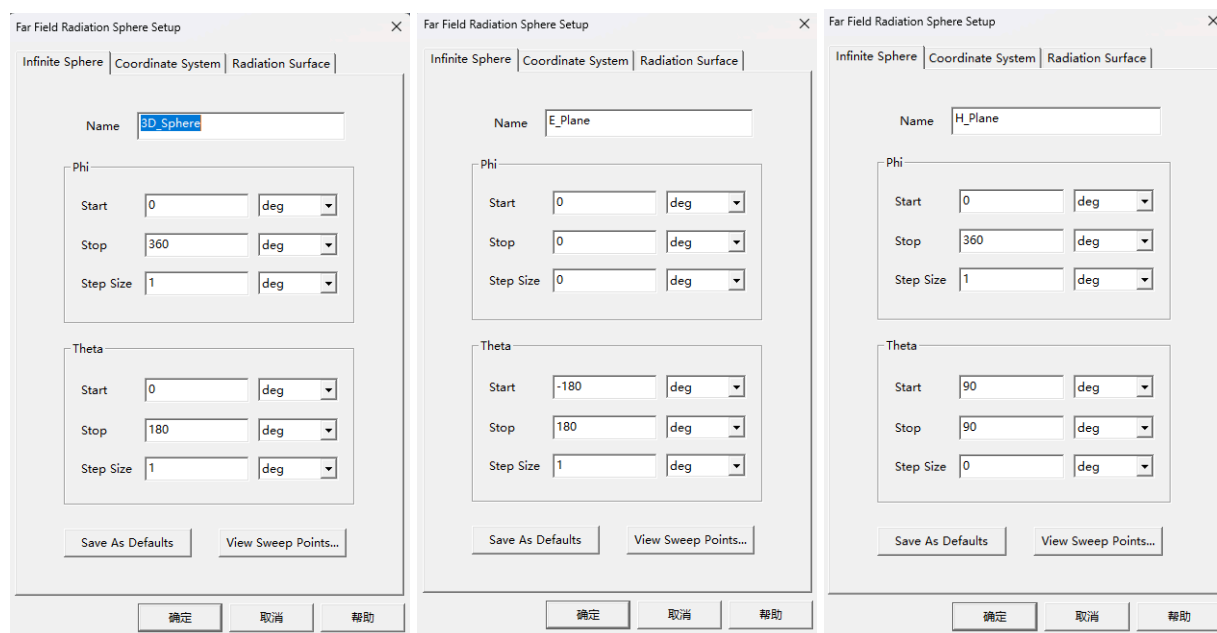 Far Field Radiation Sphere Setup
Infinite Sphere Coordinate System Radiation Surface
Name 3D_Sphere
Phi
Start 0 deg
Stop 360 deg
Step Size 1 deg
Theta
Start 0 deg
Stop 180 deg
Step Size 1 deg
Save As Defaults View Sweep Points...
确定 取消 帮助
Far Field Radiation Sphere Setup
Infinite Sphere Coordinate System Radiation Surface
Name E_Plane
Phi
Start 0 deg
Stop 0 deg
Step Size 0 deg
Theta
Start -180 deg
Stop 180 deg
Step Size 1 deg
Save As Defaults View Sweep Points...
确定 取消 帮助
Far Field Radiation Sphere Setup
Infinite Sphere Coordinate System Radiation Surface
Name H_Plane
Phi
Start 0 deg
Stop 360 deg
Step Size 1 deg
Theta
Start 90 deg
Stop 90 deg
Step Size 0 deg
Save As Defaults View Sweep Points...
确定 取消 帮助